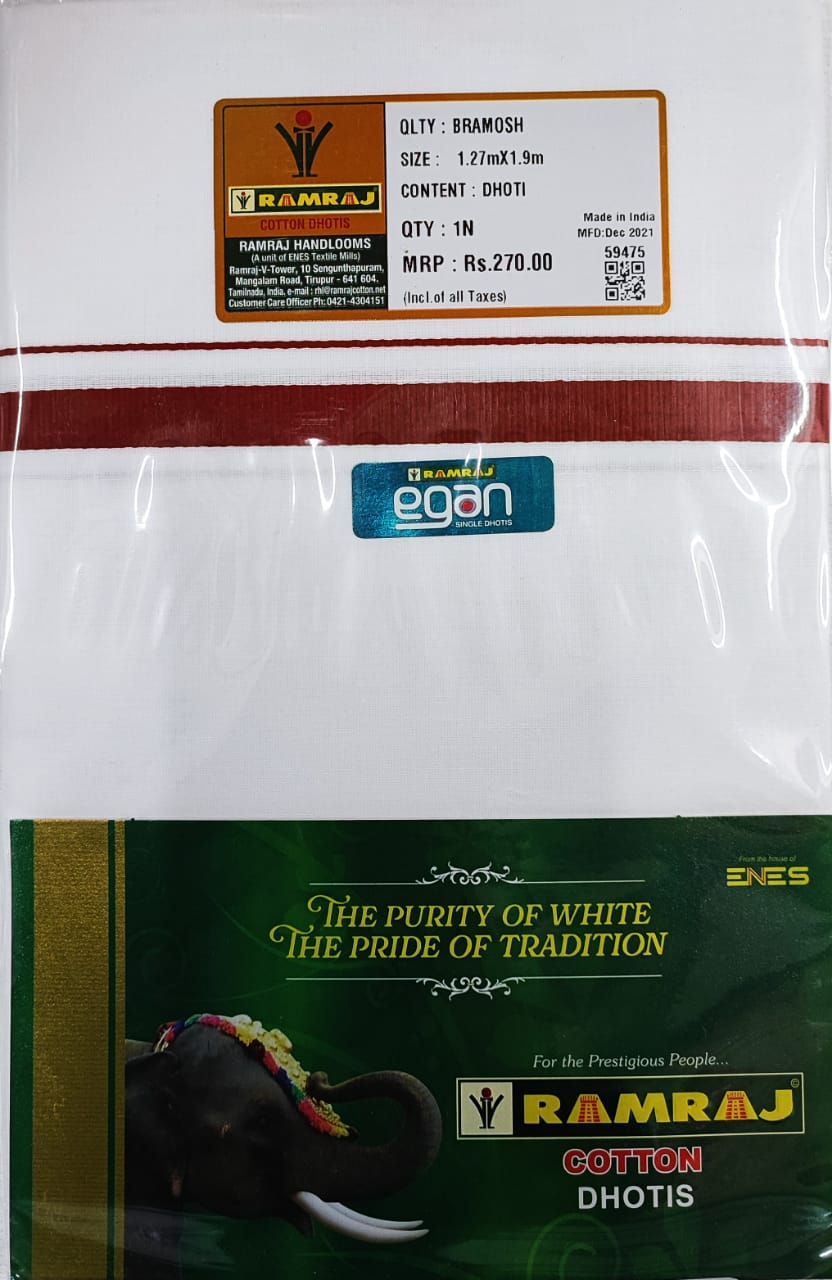 RAMRAJ
COTTON DHOTIS
RAMRAJ HANDLOOMS
(A unit of ENES Textile Mills)
Ramraj-V-Tower, 10 Sengunthapuram,
Mangalam Road, Tirupur - 641 604.
Tamilnadu, India. e-mail : rhl@ramrajcotton.net
Customer Care Officer Ph: 0421-4304151
QLTY : BRAMOSH
SIZE : 1.27mX1.9m
CONTENT : DHOTI
QTY : 1N
MRP : Rs.270.00
(Incl.of all Taxes)
Made in India
MFD:Dec 2021
59475
RAMRAJ
egan
SINGLE DHOTIS
From the house of
ENES
THE PURITY OF WHITE
THE PRIDE OF TRADITION
For the Prestigious People...
RAMRAJ©
COTTON
DHOTIS